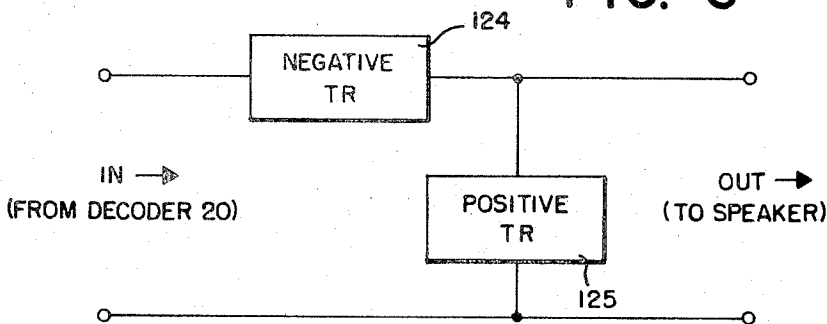 124
NEGATIVE
TR
IN →
(FROM DECODER 20)
POSITIVE
TR
OUT →
(TO SPEAKER)
125